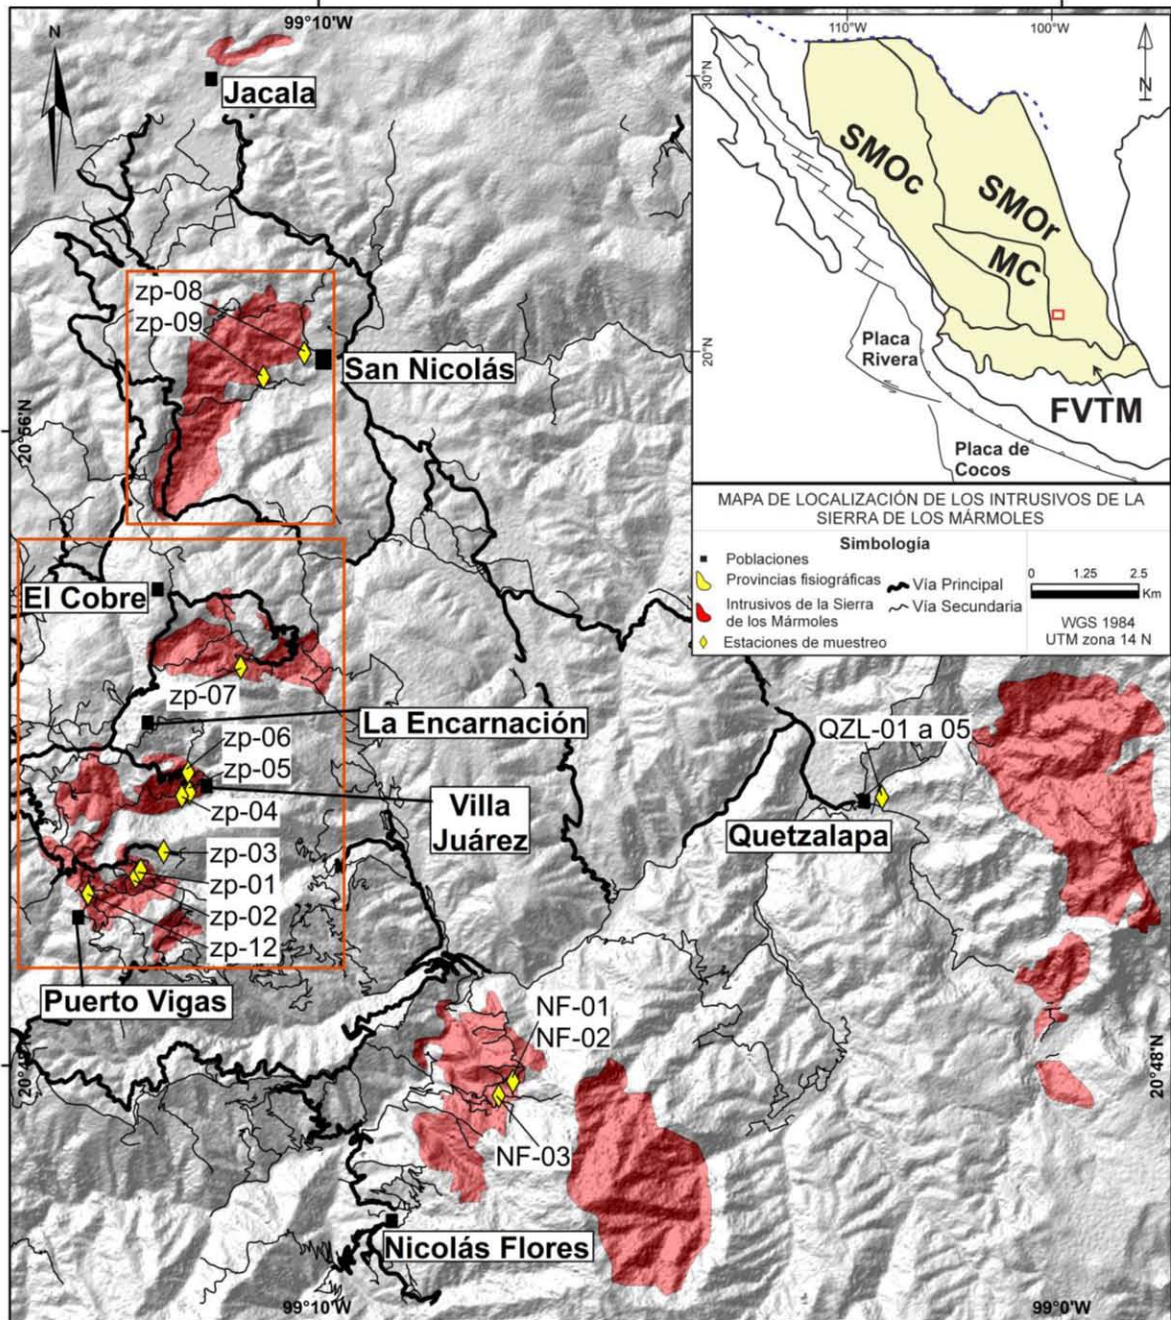 99°10'W
N
Jacala
zp-08
zp-09
San Nicolás
20°56'N
El Cobre
zp-07
La Encarnación
zp-06
zp-05
zp-04
Villa
Juárez
zp-03
zp-01
zp-02
zp-12
Puerto Vigas
QZL-01 a 05
Quetzalapa
NF-01
NF-02
NF-03
Nicolás Flores
20°48'N
20°48'N
99°10'W
99°0'W
110°W
100°W
30°N
20°N
N
SMOc
SMOr
MC
Placa
Rivera
FVTM
Placa de
Cocos
MAPA DE LOCALIZACIÓN DE LOS INTRUSIVOS DE LA
SIERRA DE LOS MÁRMOLES
Simbología
Poblaciones
Provincias fisiográficas
Intrusivos de la Sierra
de los Mármoles
Estaciones de muestreo
Vía Principal
Vía Secundaria
0 1.25 2.5
Km
WGS 1984
UTM zona 14 N